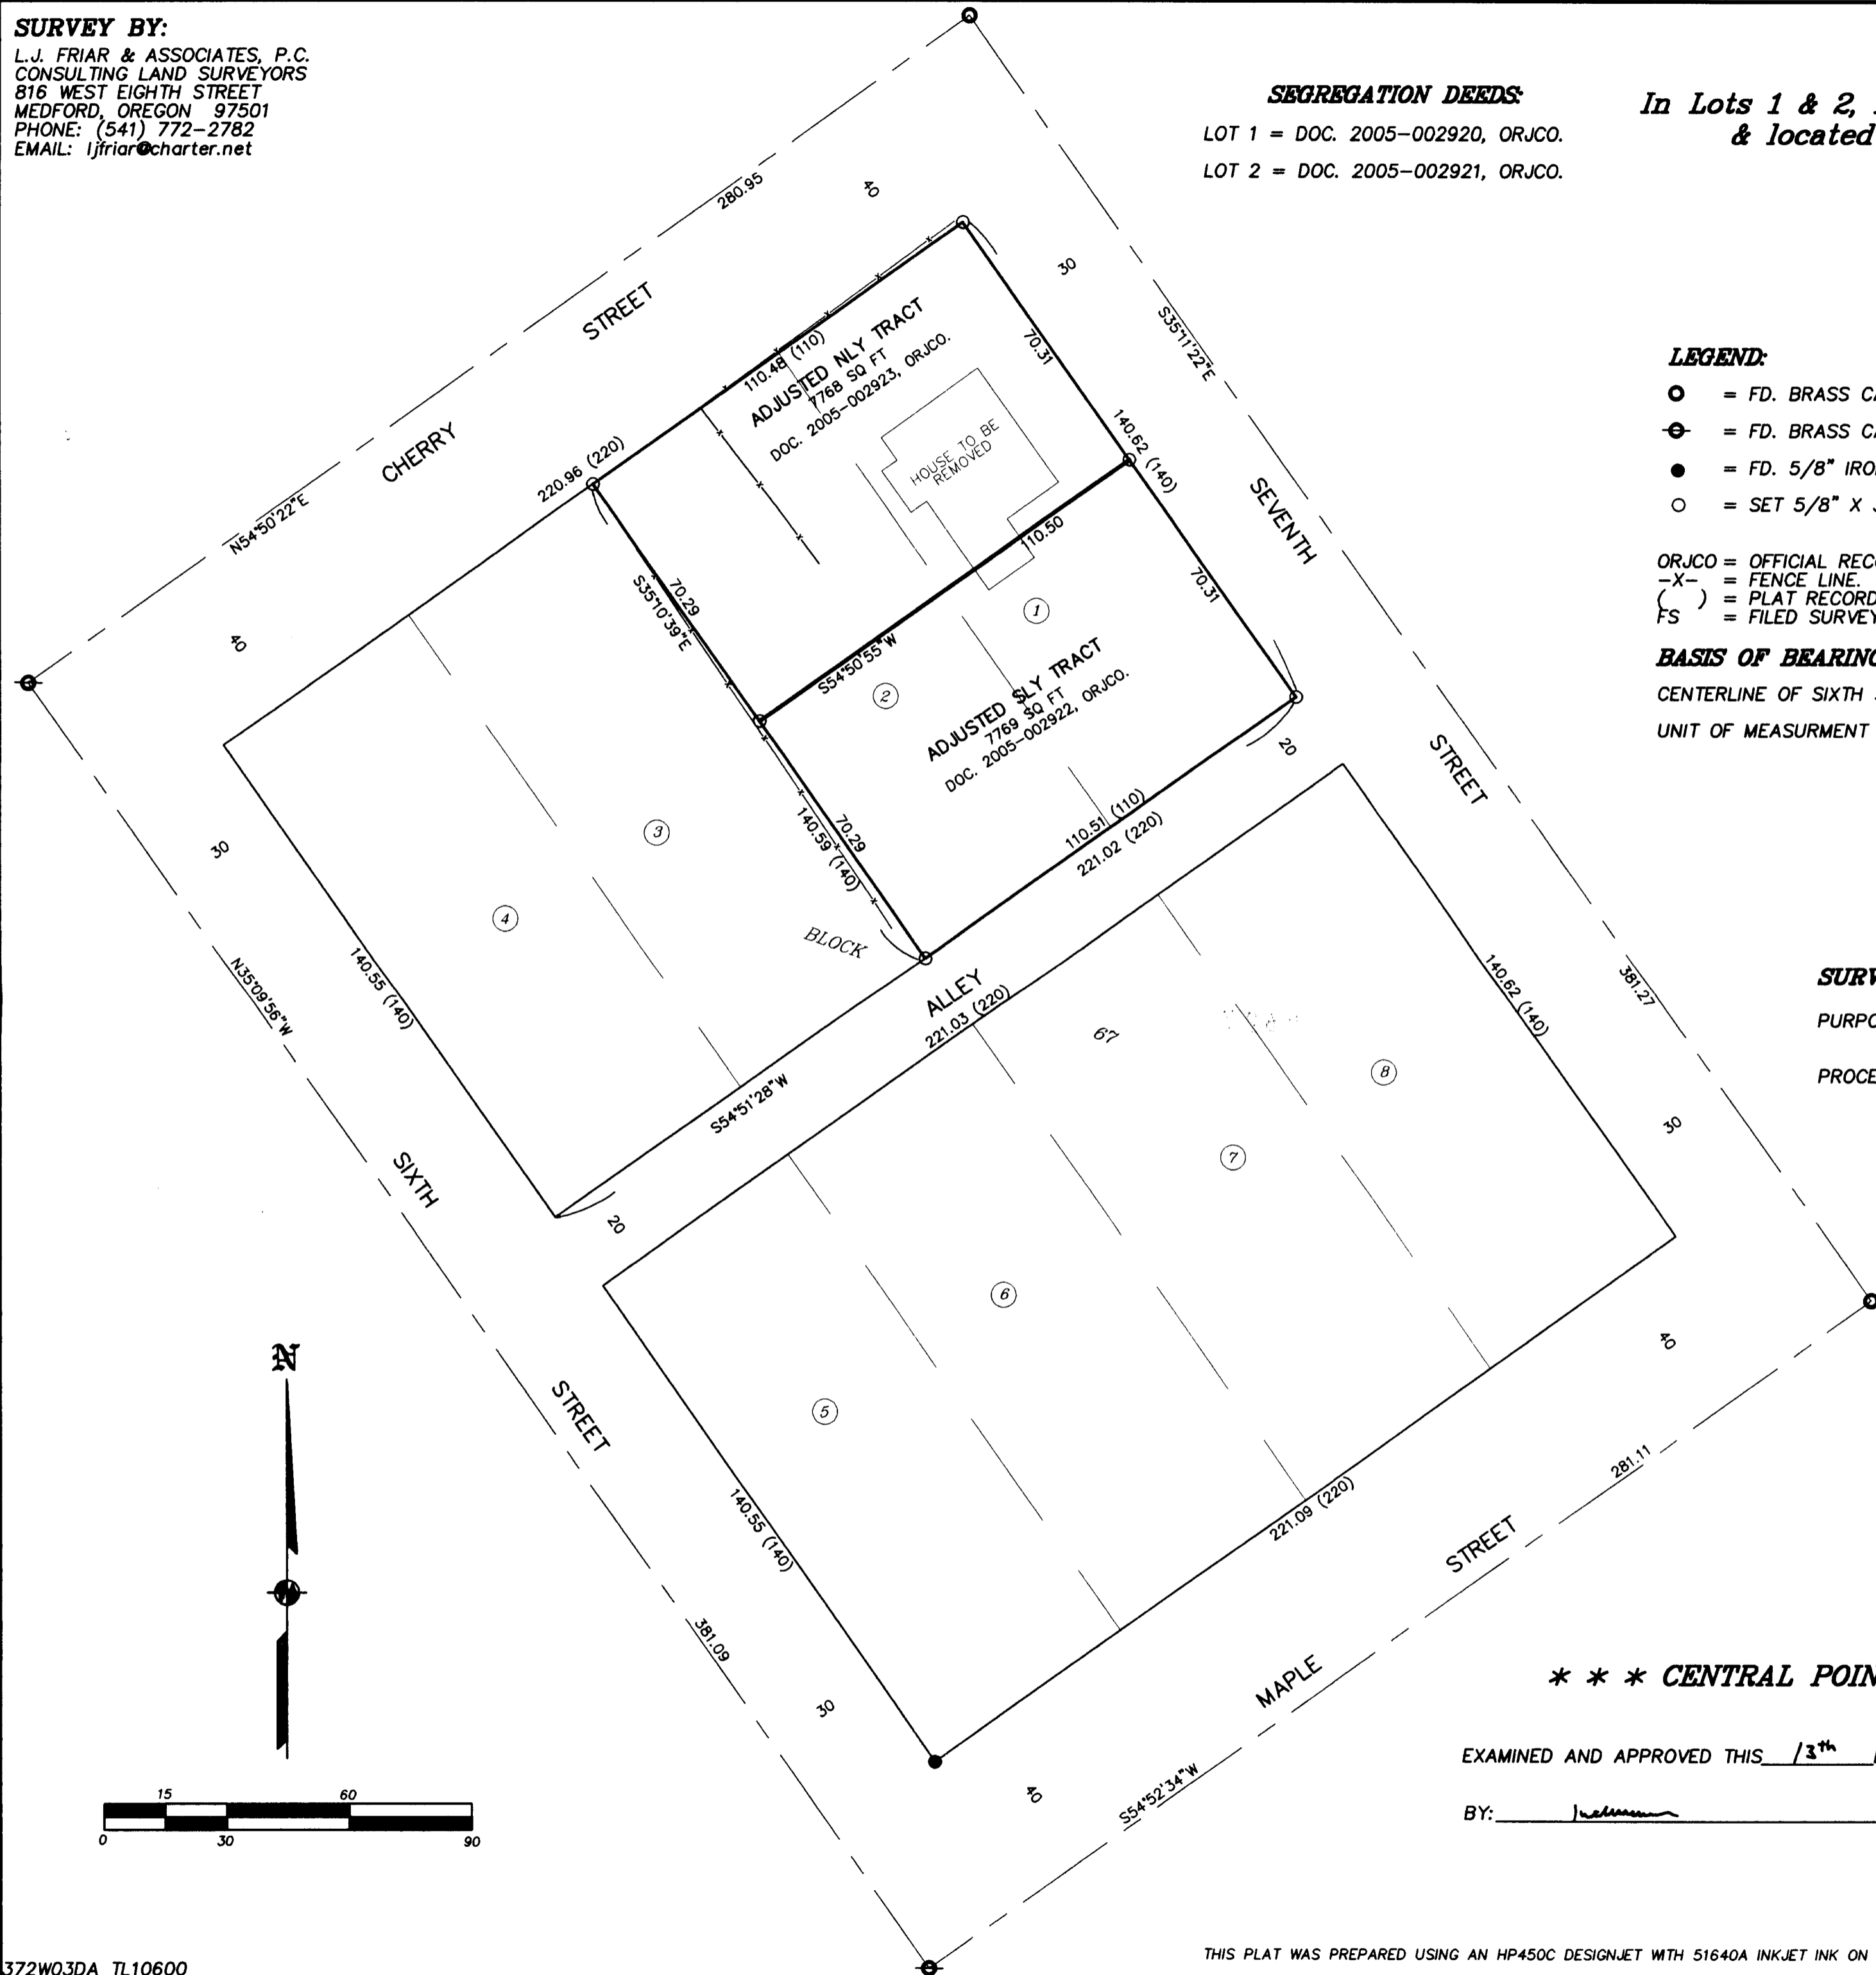 SURVEY BY:
L.J. FRIAR & ASSOCIATES, P.C.
CONSULTING LAND SURVEYORS
816 WEST EIGHTH STREET
MEDFORD, OREGON 97501
PHONE: (541) 772-2782
EMAIL: ljfriar@charter.net
SEGREGATION DEEDS:
LOT 1 = DOC. 2005-002920, ORJCO.
LOT 2 = DOC. 2005-002921, ORJCO.
In Lots 1 & 2,
& located
LEGEND:
= FD. BRASS CA
= FD. BRASS CA
= FD. 5/8" IRO
= SET 5/8" X
ORJCO = OFFICIAL RECO
-X- = FENCE LINE.
( ) = PLAT RECORD
FS = FILED SURVEY
BASIS OF BEARING
CENTERLINE OF SIXTH
UNIT OF MEASURMENT
SURV
PURPO
PROCE
280.95
40
30
CHERRY STREET
N54°50'22"E
S35°11'22"E
SEVENTH STREET
381.27
110.48 (110)
220.96 (220)
ADJUSTED NLY TRACT
7768 SQ FT
DOC. 2005-002923, ORJCO.
HOUSE TO BE
REMOVED
70.31
140.62 (140)
110.50
70.29
S35°10'39"E
S54°50'55"W
1
2
70.31
ADJUSTED SLY TRACT
7769 SQ FT
DOC. 2005-002922, ORJCO.
20
110.51 (110)
221.02 (220)
70.29
140.59 (140)
3
4
40
30
140.55 (140)
N35°09'56"W
BLOCK
67
ALLEY
221.03 (220)
S54°51'28"W
20
SIXTH STREET
140.62 (140)
8
7
6
5
30
40
140.55 (140)
221.09 (220)
281.11
MAPLE STREET
S54°52'34"W
381.09
30
40
N
15 60
0 30 90
* * * CENTRAL POIN
EXAMINED AND APPROVED THIS 13th
BY:
THIS PLAT WAS PREPARED USING AN HP450C DESIGNJET WITH 51640A INKJET INK ON
372W03DA TL10600